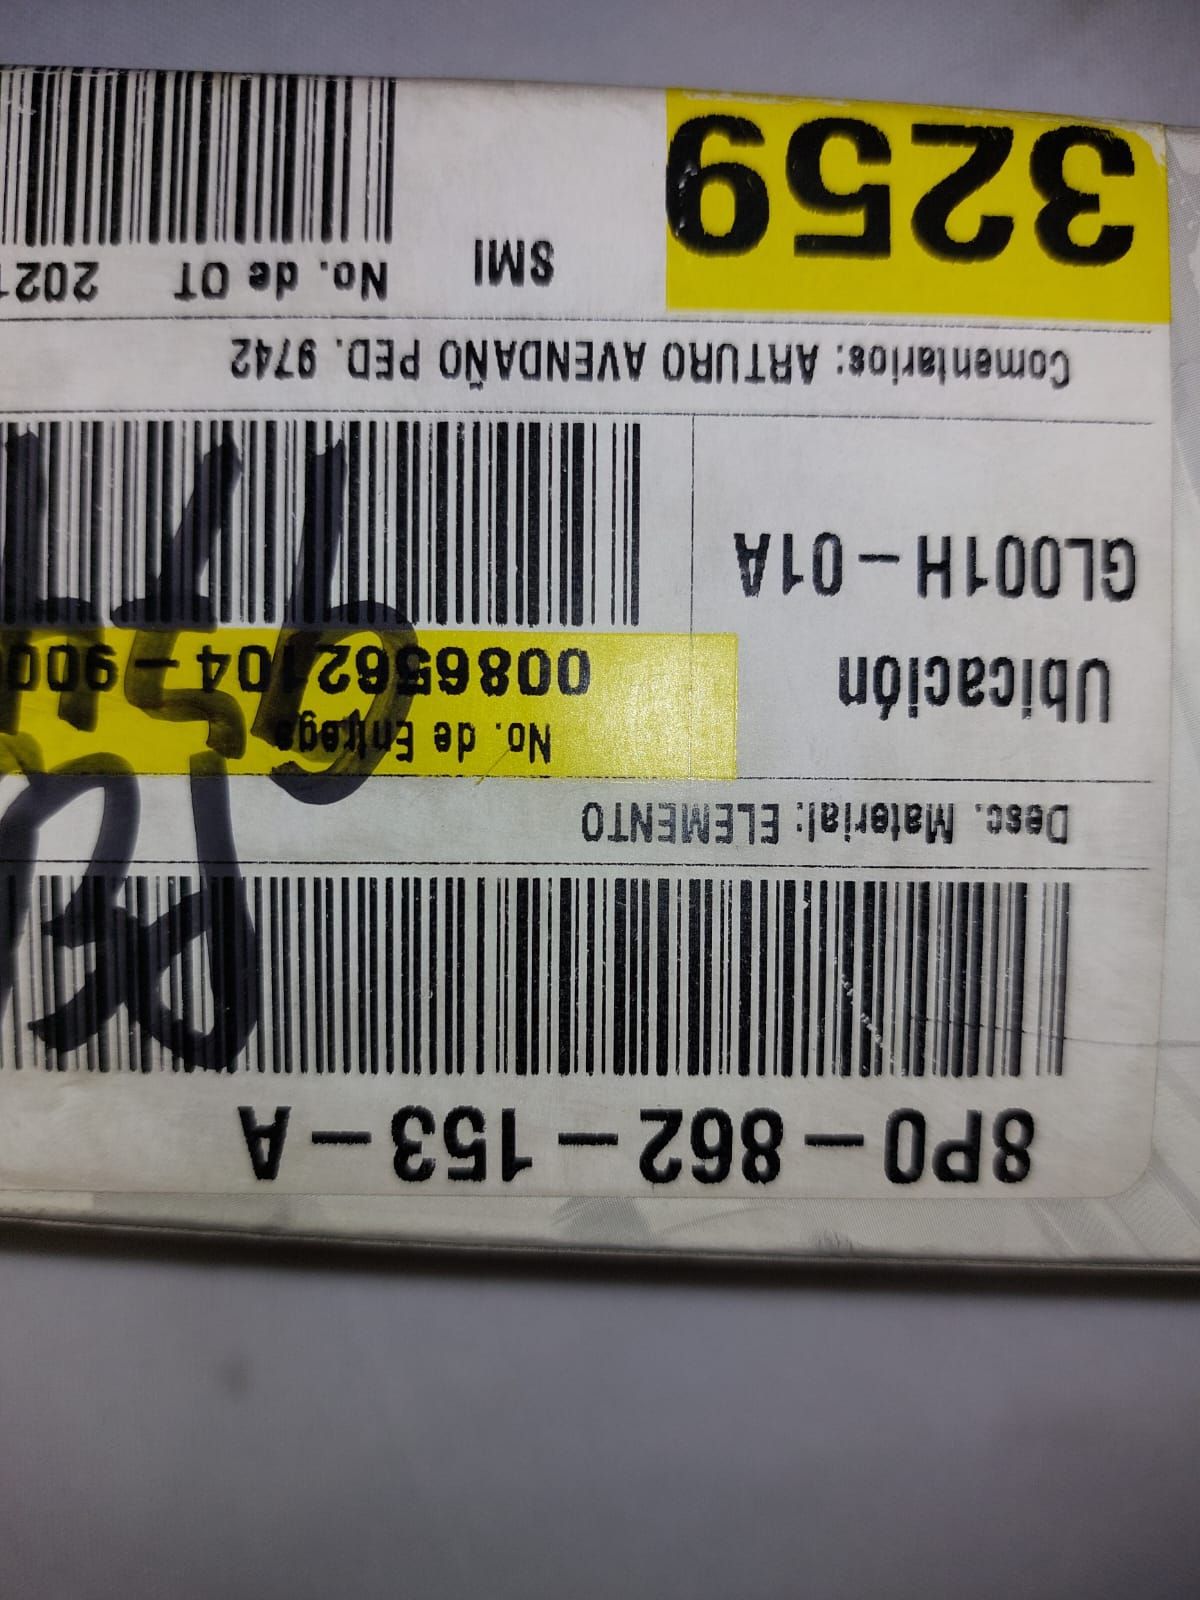 8P0-862-153-A
Desc. Material: ELEMENTO
Ubicación
GL001H-01A
No. de Entrega
0086562104-900
Comentarios: ARTURO AVENDAÑO PED. 9742
3259
SMI
No. de OT 2021